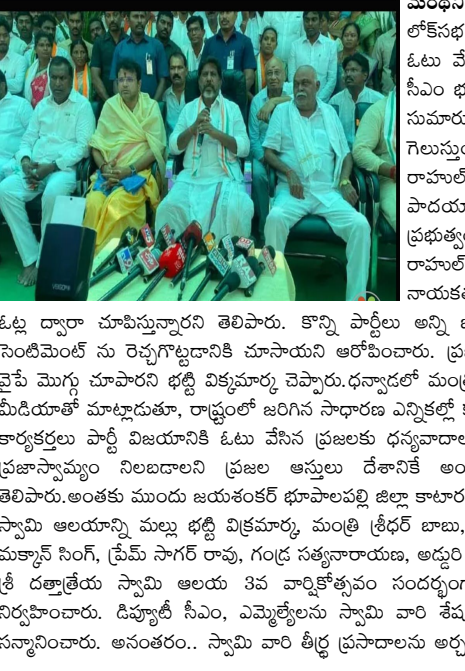 మంథని
లోక్‌సభ
ఓటు వే
సీఎం భ
సుమారు
గెలుస్తుం
రాహుల్
పాదయా
ప్రభుత్వం
రాహుల్
నాయకత్
ఓట్ల ద్వారా చూపిస్తున్నారని తెలిపారు. కొన్ని పార్టీలు అన్ని
సెంటిమెంట్ ను రెచ్చగొట్టడానికి చూసాయని ఆరోపించారు. ప్రజ
వైపే మొగ్గు చూపారని భట్టి విక్కమార్క చెప్పారు.ధన్వాడలో మంత్రి
మీడియాతో మాట్లాడుతూ, రాష్ట్రంలో జరిగిన సాధారణ ఎన్నికల్లో క
కార్యకర్తలు పార్టీ విజయానికి ఓటు వేసిన ప్రజలకు ధన్యవాదాల
ప్రజాస్వామ్యం నిలబడాలని ప్రజల ఆస్తులు దేశానికే అం
తెలిపారు.అంతకు ముందు జయశంకర్ భూపాలపల్లి జిల్లా కాటార
స్వామి ఆలయాన్ని మల్లు భట్టి విక్రమార్క, మంత్రి శ్రీధర్ బాబు,
మక్కాన్ సింగ్, ప్రేమ్ సాగర్ రావు, గండ్ర సత్యనారాయణ, అడ్లురి
శ్రీ దత్తాత్రేయ స్వామి ఆలయ 3వ వార్షికోత్సవం సందర్భంగ
నిర్వహించారు. డిప్యూటీ సీఎం, ఎమ్మెల్యేలను స్వామి వారి శేష
సన్మానించారు. అనంతరం.. స్వామి వారి తీర్థ ప్రసాదాలను అర్చ